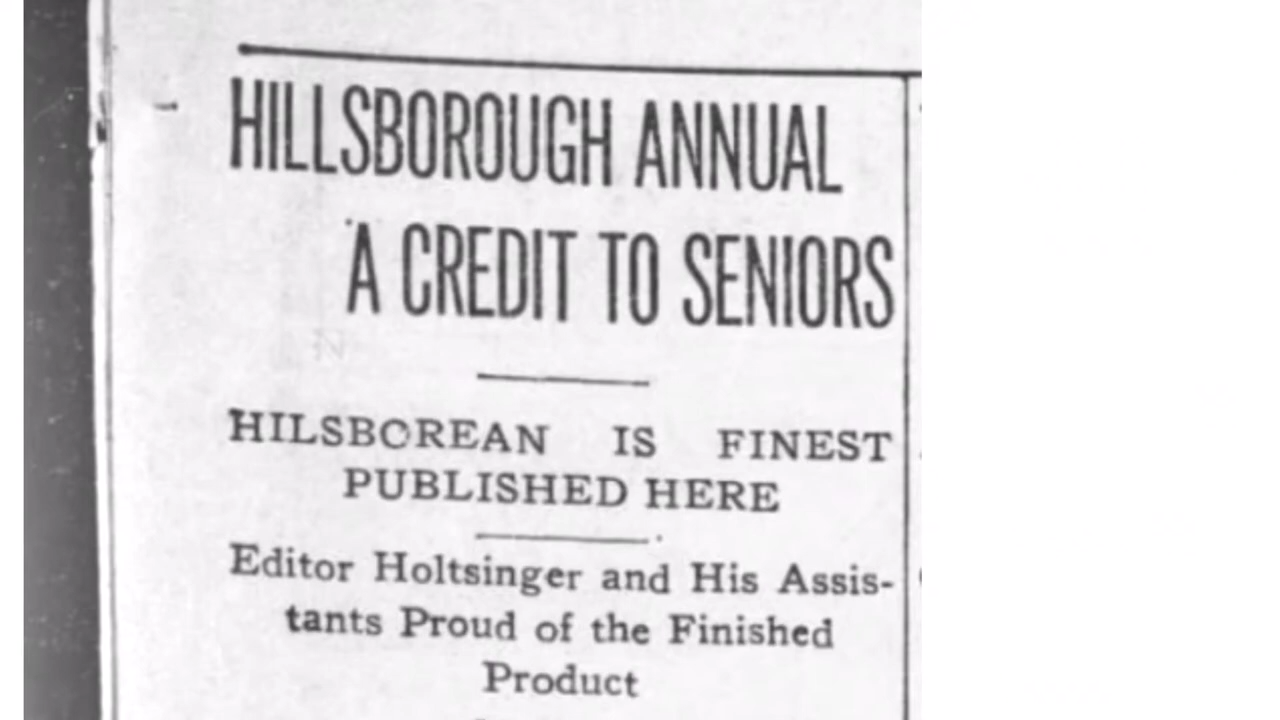 HILLSBOROUGH ANNUAL
A CREDIT TO SENIORS
HILSBOREAN IS FINEST
PUBLISHED HERE
Editor Holtsinger and His Assis-
tants Proud of the Finished
Product